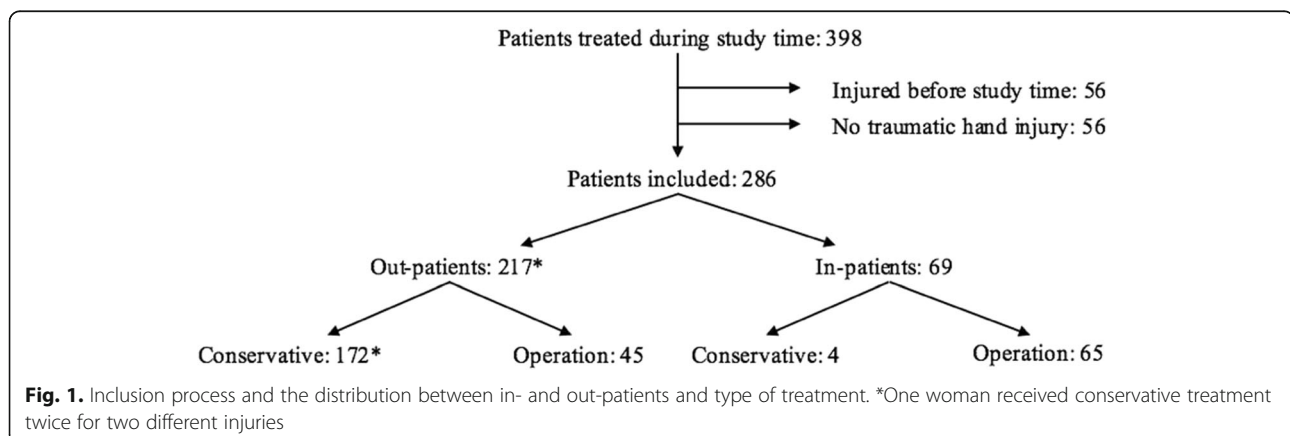 Patients treated during study time: 398
Injured before study time: 56
No traumatic hand injury: 56
Patients included: 286
Out-patients: 217*
In-patients: 69
Conservative: 172*
Operation: 45
Conservative: 4
Operation: 65
Fig. 1. Inclusion process and the distribution between in- and out-patients and type of treatment. *One woman received conservative treatment
twice for two different injuries